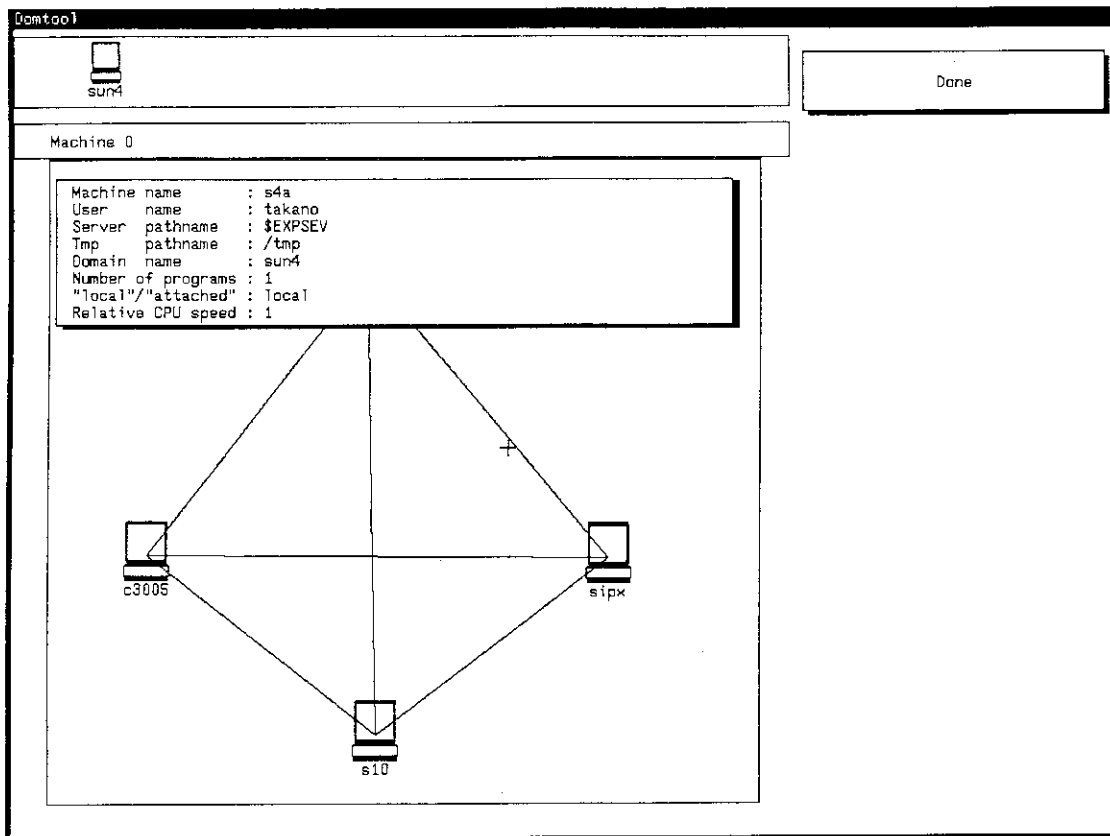 Domtool
sun4
Done
Machine 0
Machine name : s4a
User name : takano
Server pathname : $EXPSEV
Tmp pathname : /tmp
Domain name : sun4
Number of programs : 1
"local"/"attached" : local
Relative CPU speed : 1
c3005
sipx
s10